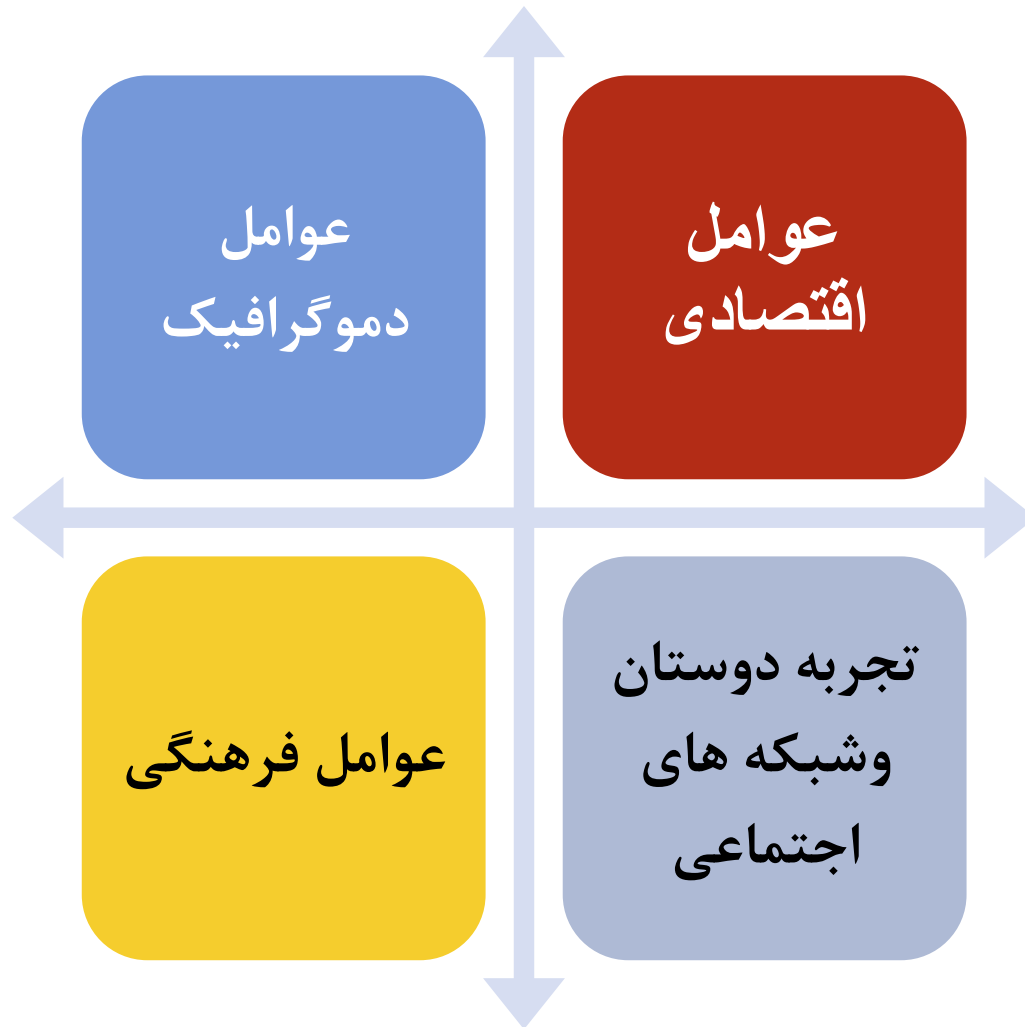 عوامل
اقتصادی
عوامل
دموگرافیک
تجربه دوستان
وشبکه های
اجتماعی
عوامل فرهنگی